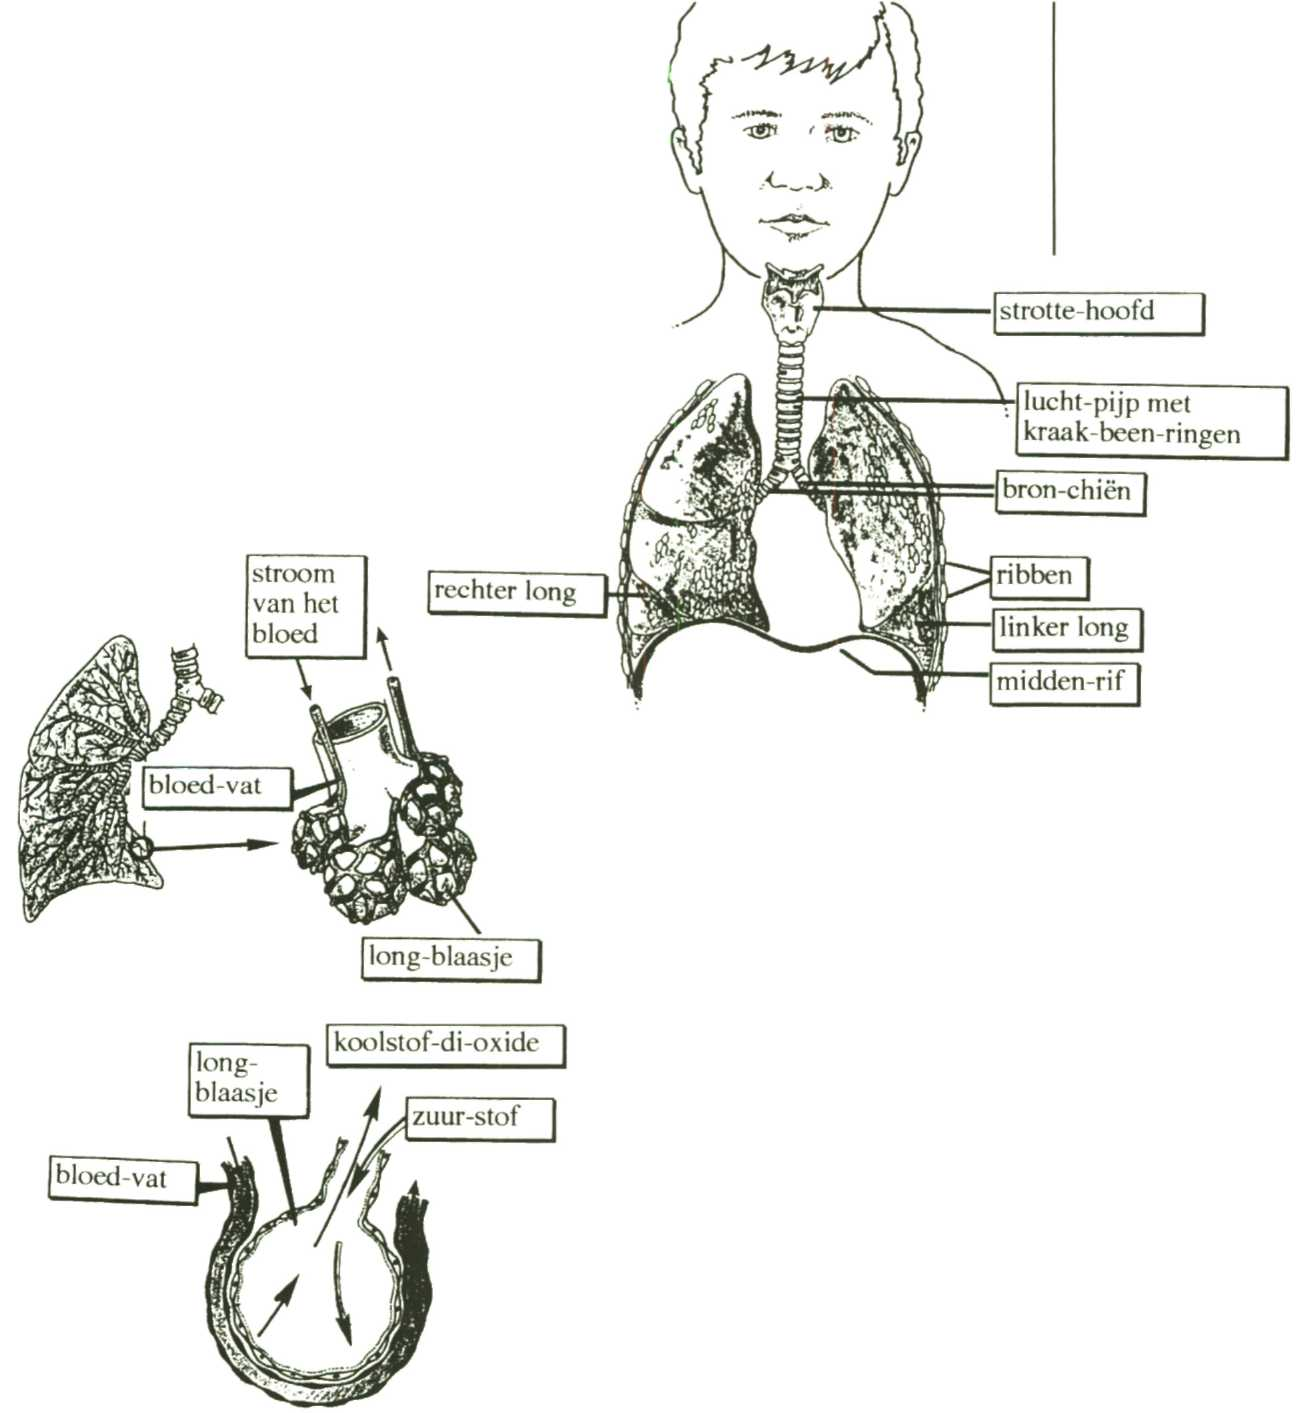 strotte-hoofd
lucht-pijp met
kraak-been-ringen
bron-chiën
ribben
rechter long
linker long
midden-rif
stroom
van het
bloed
bloed-vat
long-blaasje
koolstof-di-oxide
long-
blaasje
zuur-stof
bloed-vat